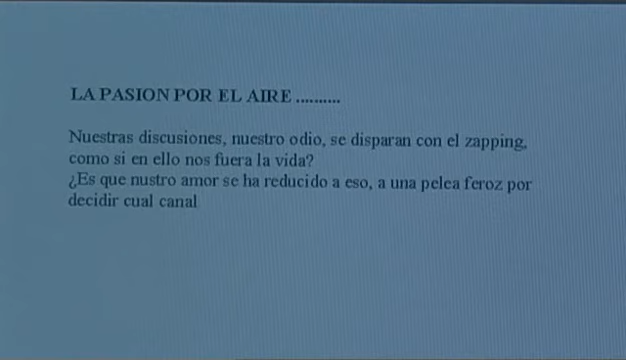 LA PASION POR EL AIRE ..........
Nuestras discusiones, nuestro odio, se disparan con el zapping,
como si en ello nos fuera la vida?
¿Es que nustro amor se ha reducido a eso, a una pelea feroz por
decidir cual canal